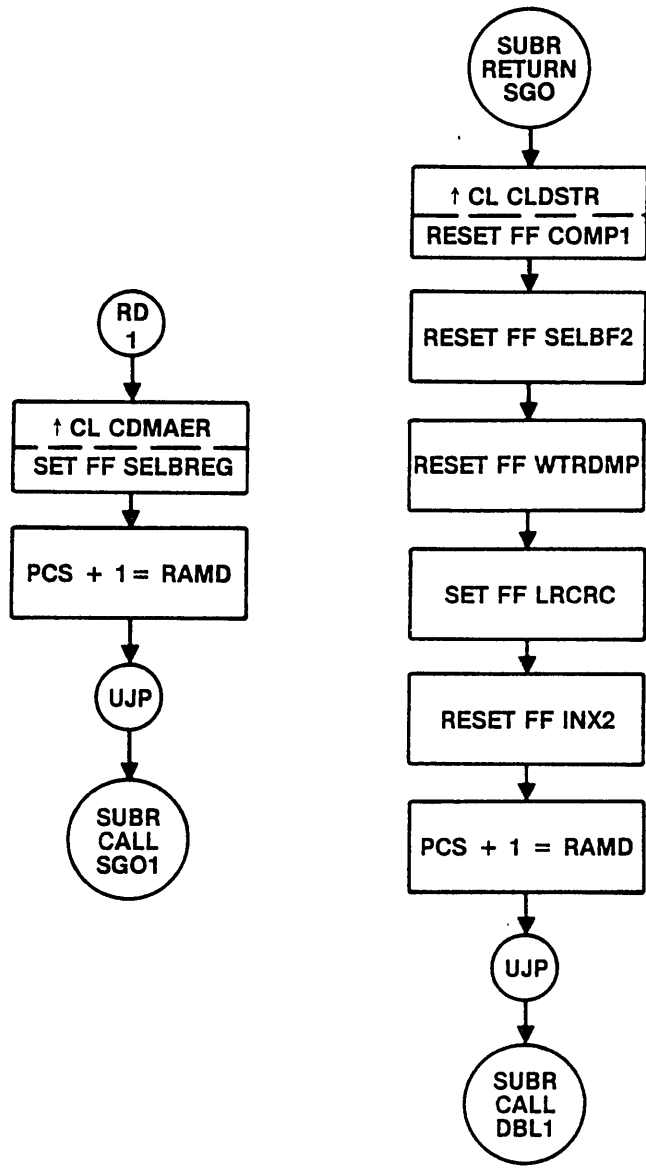 RD
1
↑ CL CDMAER
SET FF SELBREG
PCS + 1 = RAMD
UJP
SUBR
CALL
SGO1
SUBR
RETURN
SGO
↑ CL CLDSTR
RESET FF COMP1
RESET FF SELBF2
RESET FF WTRDMP
SET FF LRCRC
RESET FF INX2
PCS + 1 = RAMD
UJP
SUBR
CALL
DBL1